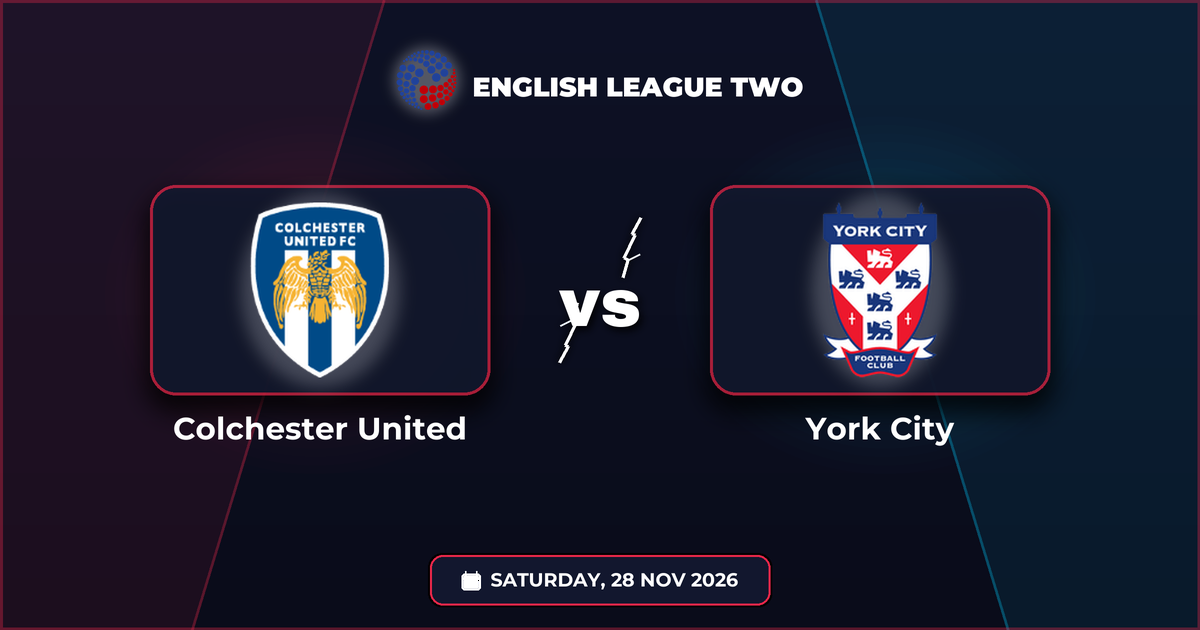 ENGLISH LEAGUE TWO
COLCHESTER
UNITED FC
VS
YORK CITY
FOOTBALL
CLUB
Colchester United
York City
SATURDAY, 28 NOV 2026